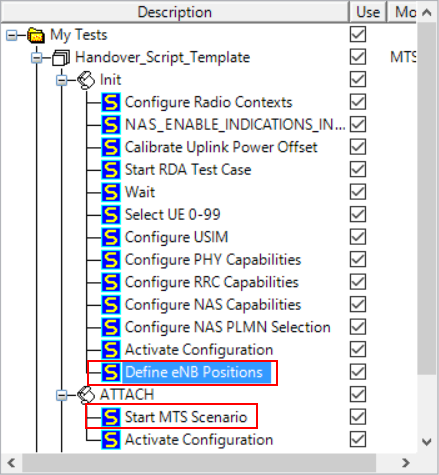 Description Use Mo
My Tests
Handover_Script_Template MTS
Init
S Configure Radio Contexts
S NAS_ENABLE_INDICATIONS_IN...
S Calibrate Uplink Power Offset
S Start RDA Test Case
S Wait
S Select UE 0-99
S Configure USIM
S Configure PHY Capabilities
S Configure RRC Capabilities
S Configure NAS Capabilities
S Configure NAS PLMN Selection
S Activate Configuration
S Define eNB Positions
ATTACH
S Start MTS Scenario
S Activate Configuration